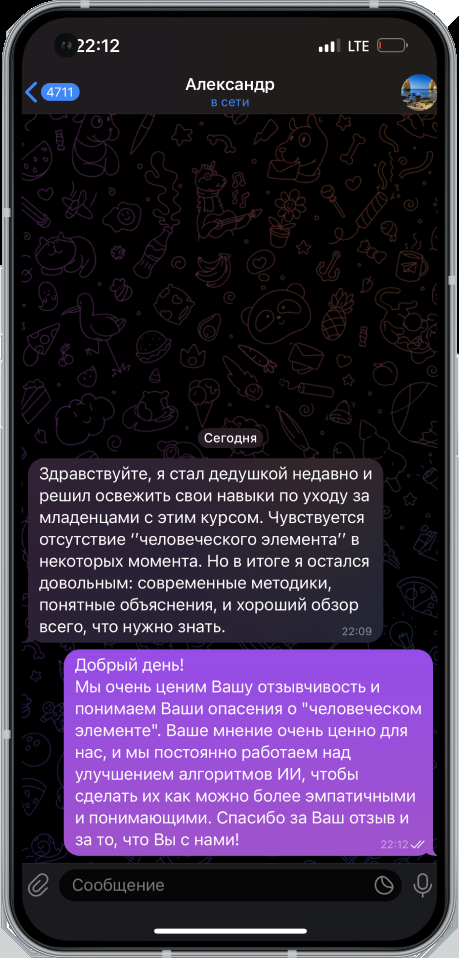 22:12 LTE
4711 Александр
в сети
Сегодня
Здравствуйте, я стал дедушкой недавно и
решил освежить свои навыки по уходу за
младенцами с этим курсом. Чувствуется
отсутствие ‘‘человеческого элемента’’ в
некоторых момента. Но в итоге я остался
довольным: современные методики,
понятные объяснения, и хороший обзор
всего, что нужно знать.
22:09
Добрый день!
Мы очень ценим Вашу отзывчивость и
понимаем Ваши опасения о "человеческом
элементе". Ваше мнение очень ценно для
нас, и мы постоянно работаем над
улучшением алгоритмов ИИ, чтобы
сделать их как можно более эмпатичными
и понимающими. Спасибо за Ваш отзыв и
за то, что Вы с нами!
22:12
Сообщение